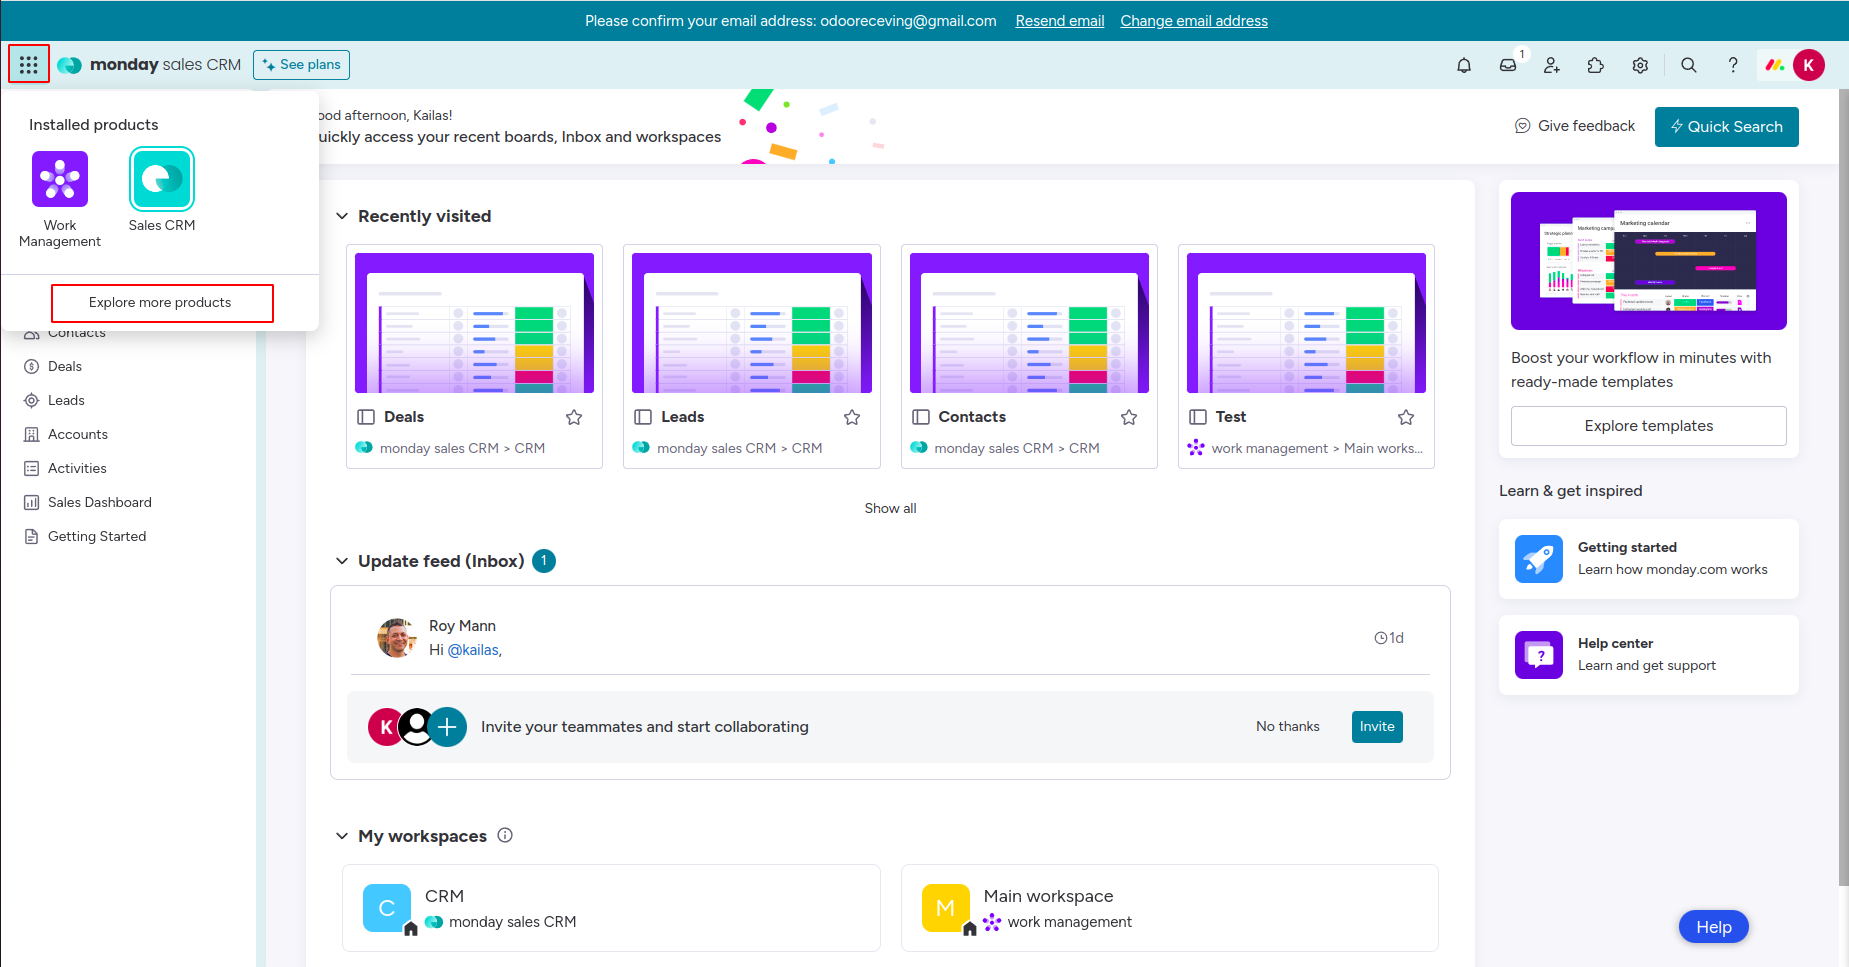 Please confirm your email address: odooreceving@gmail.com Resend email Change email address
monday sales CRM See plans
1
K
Installed products
Work Management
Sales CRM
Explore more products
Contacts
Deals
Leads
Accounts
Activities
Sales Dashboard
Getting Started
ood afternoon, Kailas!
uickly access your recent boards, Inbox and workspaces
Give feedback
Quick Search
Recently visited
Deals
monday sales CRM > CRM
Leads
monday sales CRM > CRM
Contacts
monday sales CRM > CRM
Test
work management > Main works...
Show all
Update feed (Inbox) 1
Roy Mann
Hi @kailas,
1d
K
Invite your teammates and start collaborating
No thanks
Invite
My workspaces
C
CRM
monday sales CRM
M
Main workspace
work management
Marketing calendar
Boost your workflow in minutes with
ready-made templates
Explore templates
Learn & get inspired
Getting started
Learn how monday.com works
Help center
Learn and get support
Help